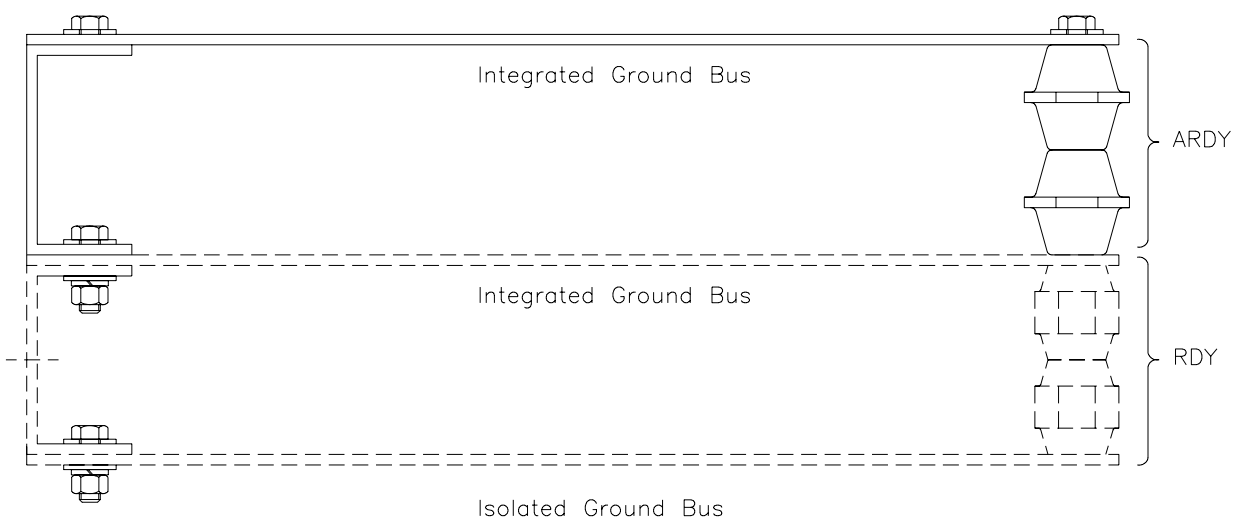 Integrated Ground Bus
ARDY
Integrated Ground Bus
RDY
Isolated Ground Bus